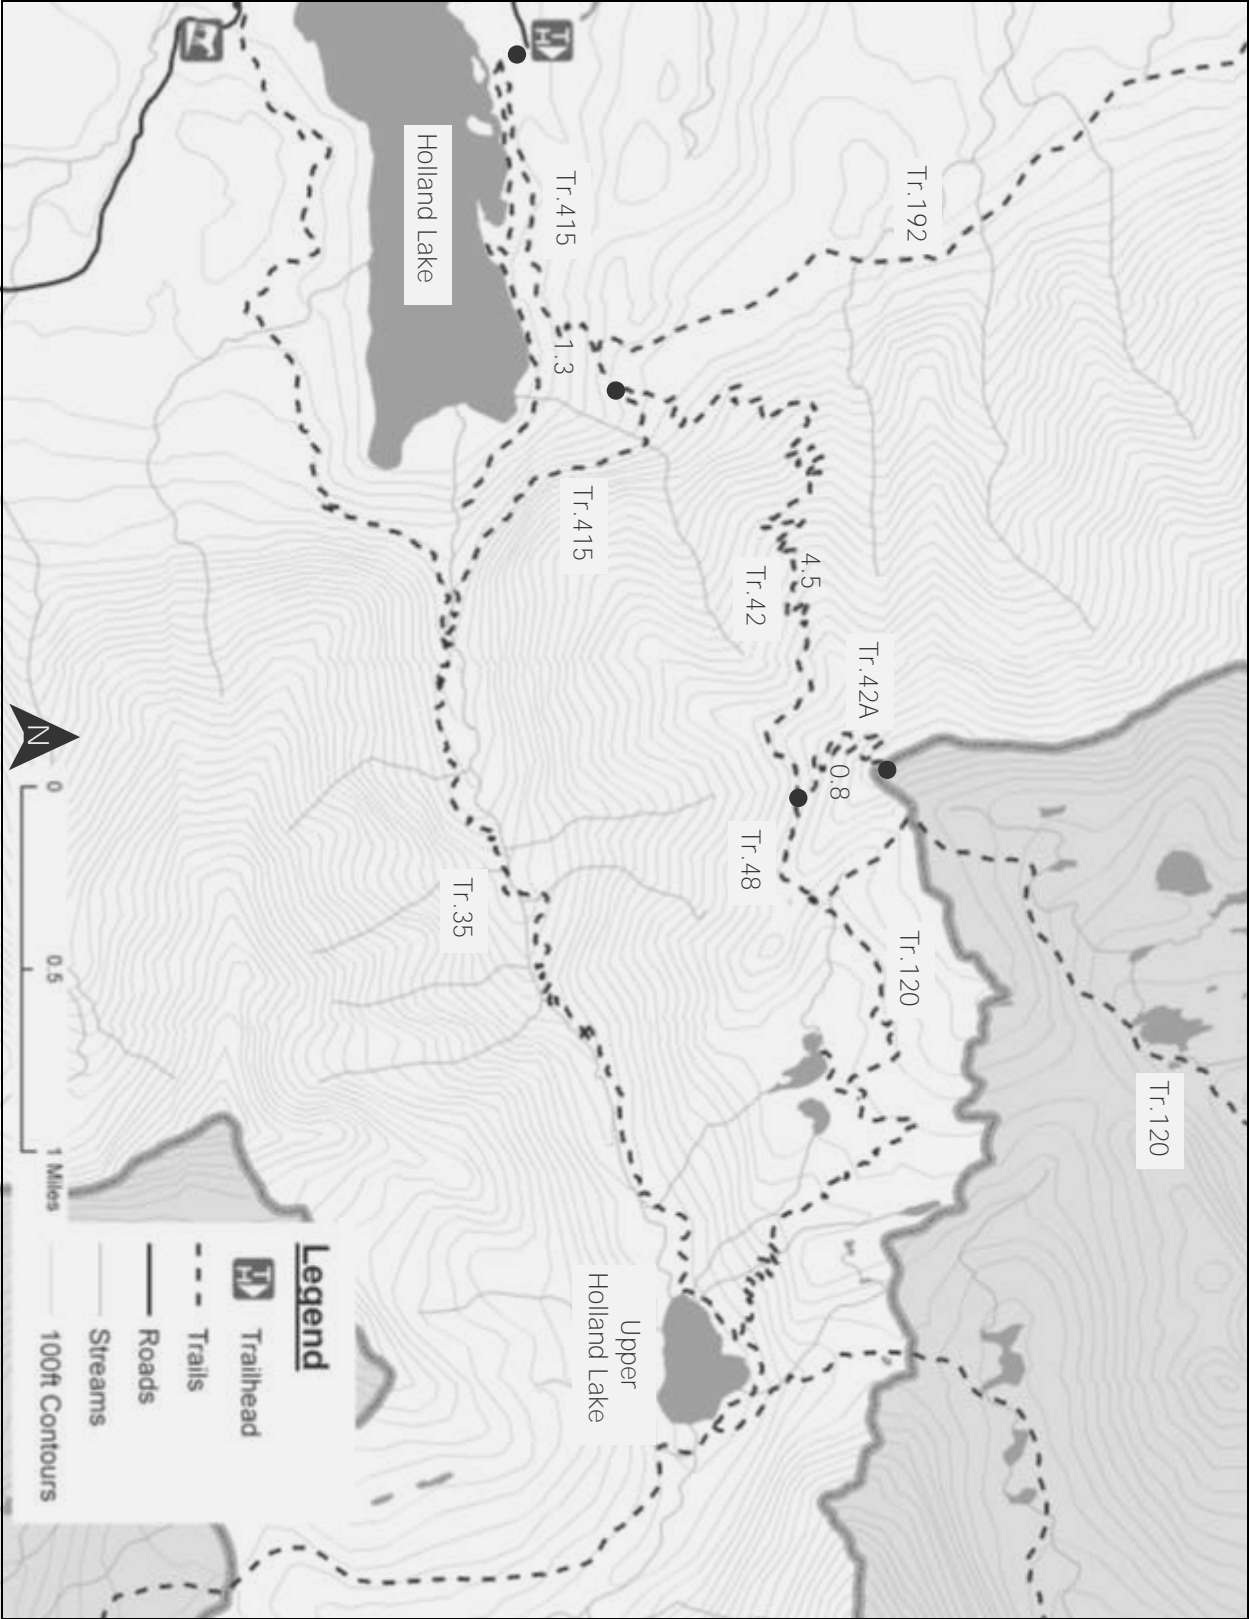 TH
Tr.192
Tr.415
Holland Lake
1.3
Tr.415
4.5
Tr.42
Tr.42A
0.8
Tr.48
Tr.35
Tr.120
Tr.120
N
0
0.5
1 Miles
Upper
Holland Lake
Legend
TH Trailhead
Trails
Roads
Streams
100ft Contours